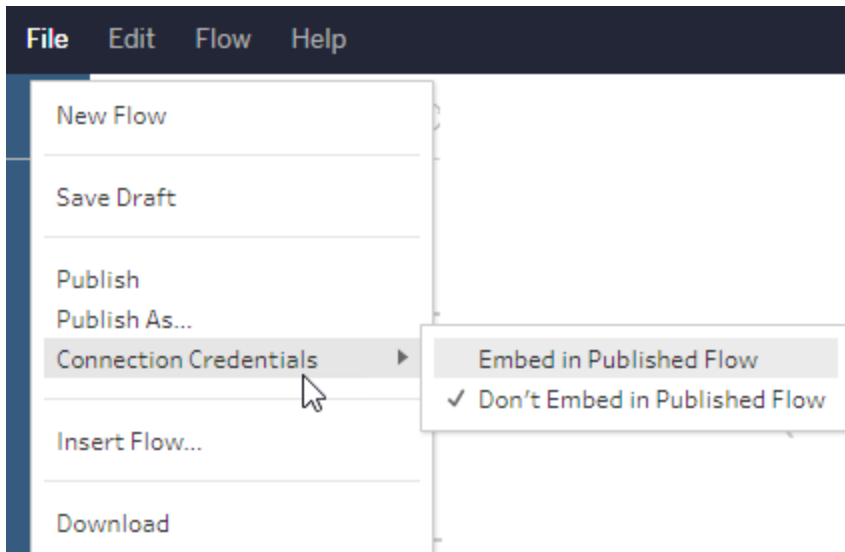 File Edit Flow Help
New Flow
Save Draft
Publish
Publish As...
Connection Credentials
Embed in Published Flow
✓ Don't Embed in Published Flow
Insert Flow...
Download